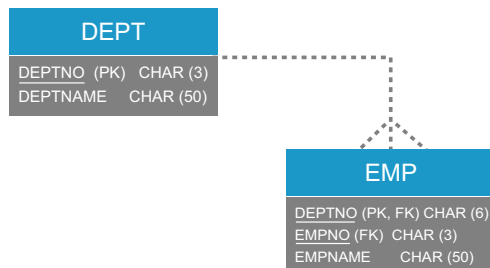 DEPT
DEPTNO (PK) CHAR (3)
DEPTNAME CHAR (50)
EMP
DEPTNO (PK, FK) CHAR (6)
EMPNO (FK) CHAR (3)
EMPNAME CHAR (50)